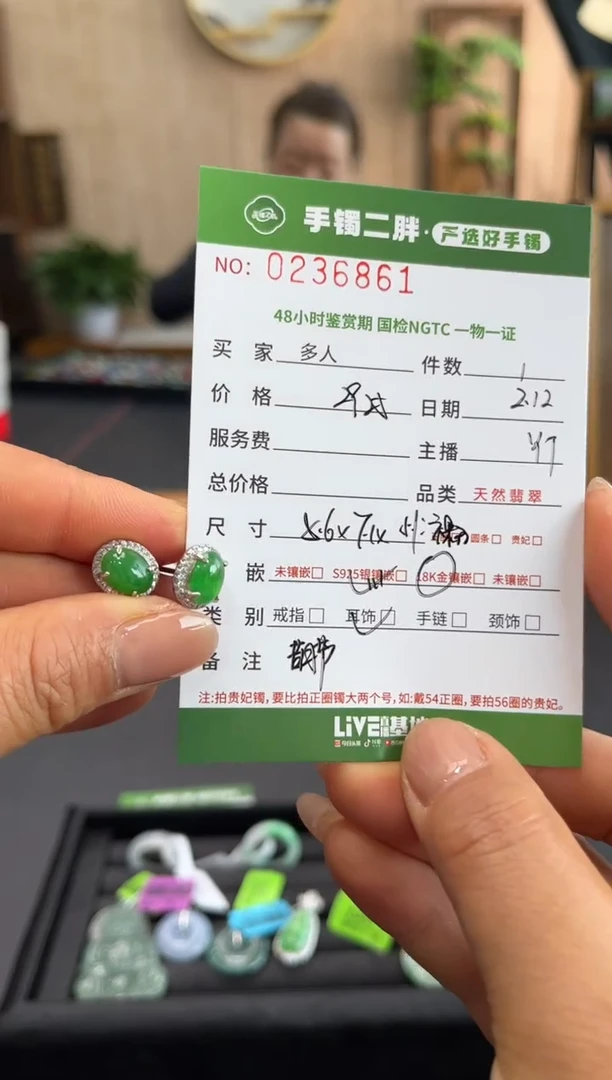 手镯二胖·严选好手镯
NO: 0236861
48小时鉴赏期 国检NGTC 一物一证
买 家 多人 件数 1
价 格 日期 2.12
服务费 主播
总价格 品类 天然翡翠
尺 寸 圆条□ 贵妃□
嵌 未镶嵌□ S925银镶嵌□ 18K金镶嵌□ 未镶嵌□
类 别 戒指□ 耳饰□ 手链□ 颈饰□
备 注
注:拍贵妃镯,要比拍正圈镯大两个号,如:戴54正圈,要拍56圈的贵妃。
LiVE 基地